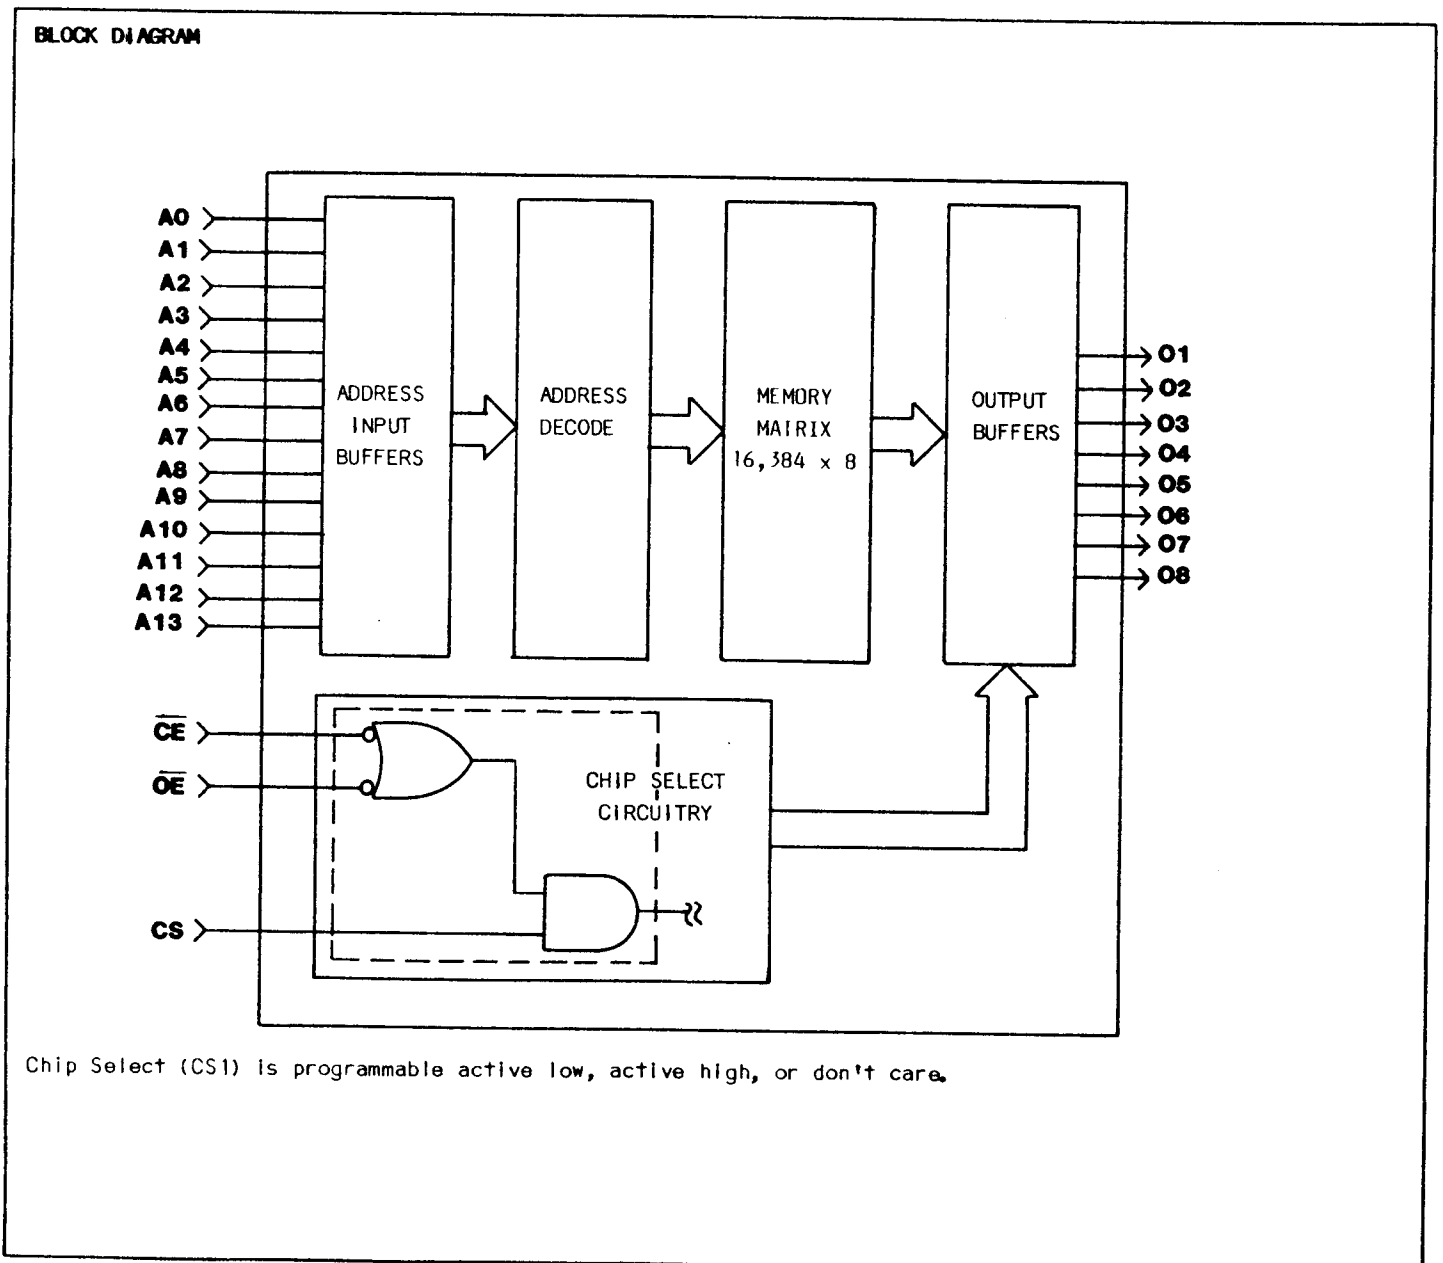 BLOCK DIAGRAM
A0
A1
A2
A3
A4
A5
A6
A7
A8
A9
A10
A11
A12
A13
ADDRESS
INPUT
BUFFERS
ADDRESS
DECODE
MEMORY
MATRIX
16,384 x 8
OUTPUT
BUFFERS
O1
O2
O3
O4
O5
O6
O7
O8
C̅E̅
O̅E̅
CS
CHIP SELECT
CIRCUITRY
Chip Select (CS1) is programmable active low, active high, or don't care.